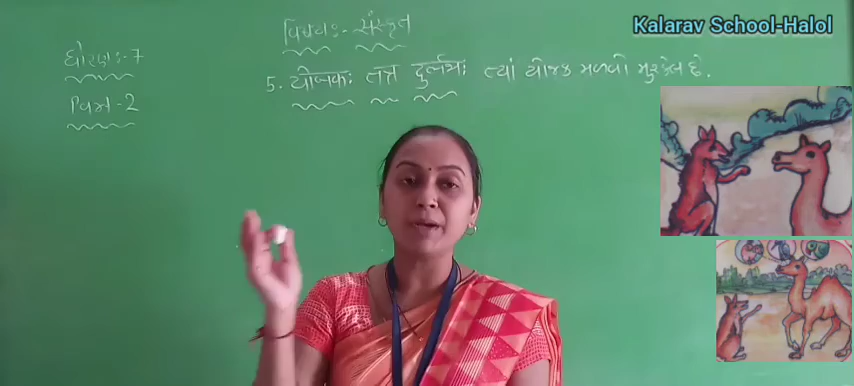 Kalarav School-Halol
વિષય:- સંસ્કૃત
ધોરણ:-7
5. योजकः तत्र दुर्लभः ત્યાં યોજક મળવો મુશ્કેલ છે.
વિભાગ-2